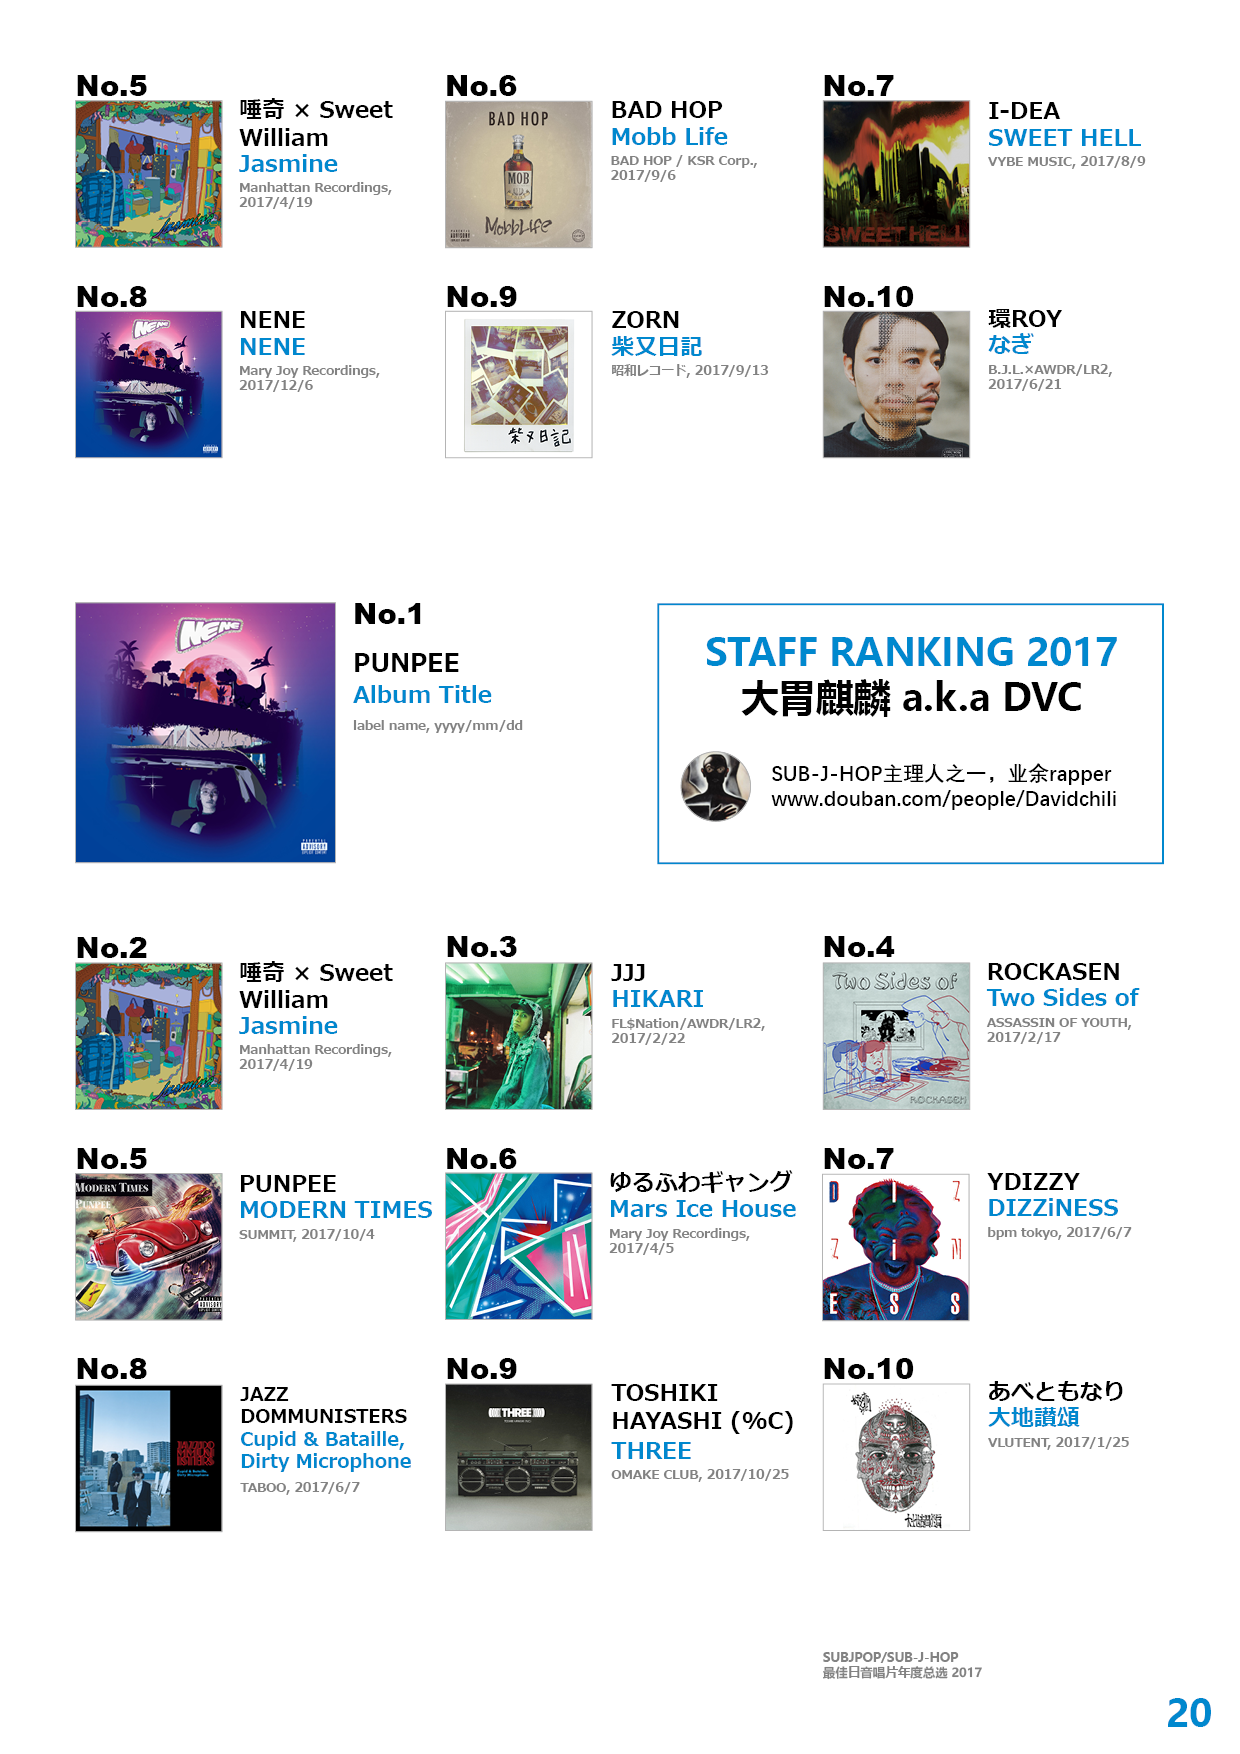 No.5
唾奇 × Sweet
William
Jasmine
Manhattan Recordings,
2017/4/19
Jasmine
No.6
BAD HOP
Mobb Life
BAD HOP / KSR Corp.,
2017/9/6
BAD HOP
MOB
MobbLife
No.7
I-DEA
SWEET HELL
VYBE MUSIC, 2017/8/9
SWEET HELL
No.8
NENE
NENE
Mary Joy Recordings,
2017/12/6
NENE
No.9
ZORN
柴又日記
昭和レコード, 2017/9/13
柴又日記
No.10
環ROY
なぎ
B.J.L.×AWDR/LR2,
2017/6/21
No.1
PUNPEE
Album Title
label name, yyyy/mm/dd
NENE
PARENTAL
ADVISORY
EXPLICIT CONTENT
STAFF RANKING 2017
大胃麒麟 a.k.a DVC
SUB-J-HOP主理人之一，业余rapper
www.douban.com/people/Davidchili
No.2
唾奇 × Sweet
William
Jasmine
Manhattan Recordings,
2017/4/19
Jasmine
No.3
JJJ
HIKARI
FL$Nation/AWDR/LR2,
2017/2/22
No.4
ROCKASEN
Two Sides of
ASSASSIN OF YOUTH,
2017/2/17
Two Sides of
ROCKASEN
No.5
PUNPEE
MODERN TIMES
SUMMIT, 2017/10/4
MODERN TIMES
PUNPEE
No.6
ゆるふわギャング
Mars Ice House
Mary Joy Recordings,
2017/4/5
No.7
YDIZZY
DIZZiNESS
bpm tokyo, 2017/6/7
D I Z
Z i N
E S S
No.8
JAZZ
DOMMUNISTERS
Cupid & Bataille,
Dirty Microphone
TABOO, 2017/6/7
Cupid & Bataille,
Dirty Microphone
No.9
TOSHIKI
HAYASHI (%C)
THREE
OMAKE CLUB, 2017/10/25
THREE
No.10
あべともなり
大地讃頌
VLUTENT, 2017/1/25
SUBJPOP/SUB-J-HOP
最佳日音唱片年度总选 2017
20